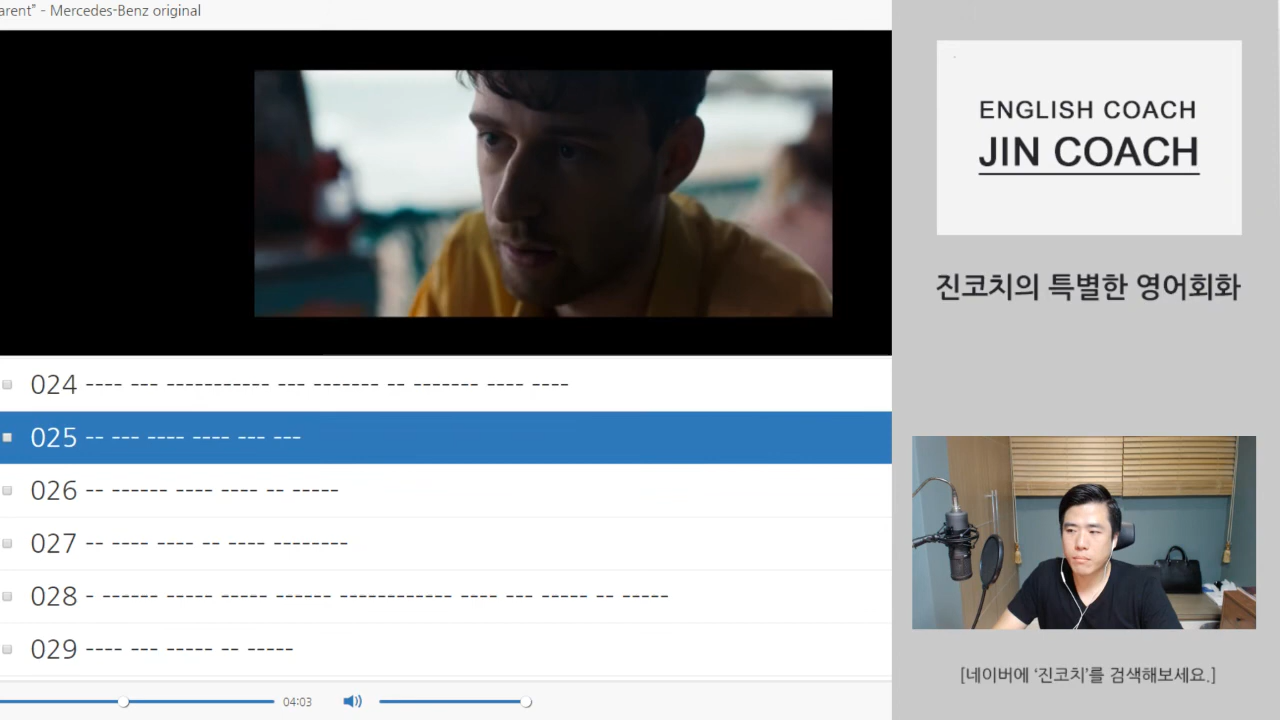 arent" - Mercedes-Benz original
ENGLISH COACH
JIN COACH
진코치의 특별한 영어회화
024 ---- --- ----------- --- ------- -- ------- ---- ----
025 -- --- ---- ---- --- ---
026 -- ------ ---- ---- -- -----
027 -- ---- ---- -- ---- --------
028 - ------ ----- ----- ------ ------------ ---- --- ----- -- -----
029 ---- --- ----- -- -----
04:03
[네이버에 '진코치'를 검색해보세요.]